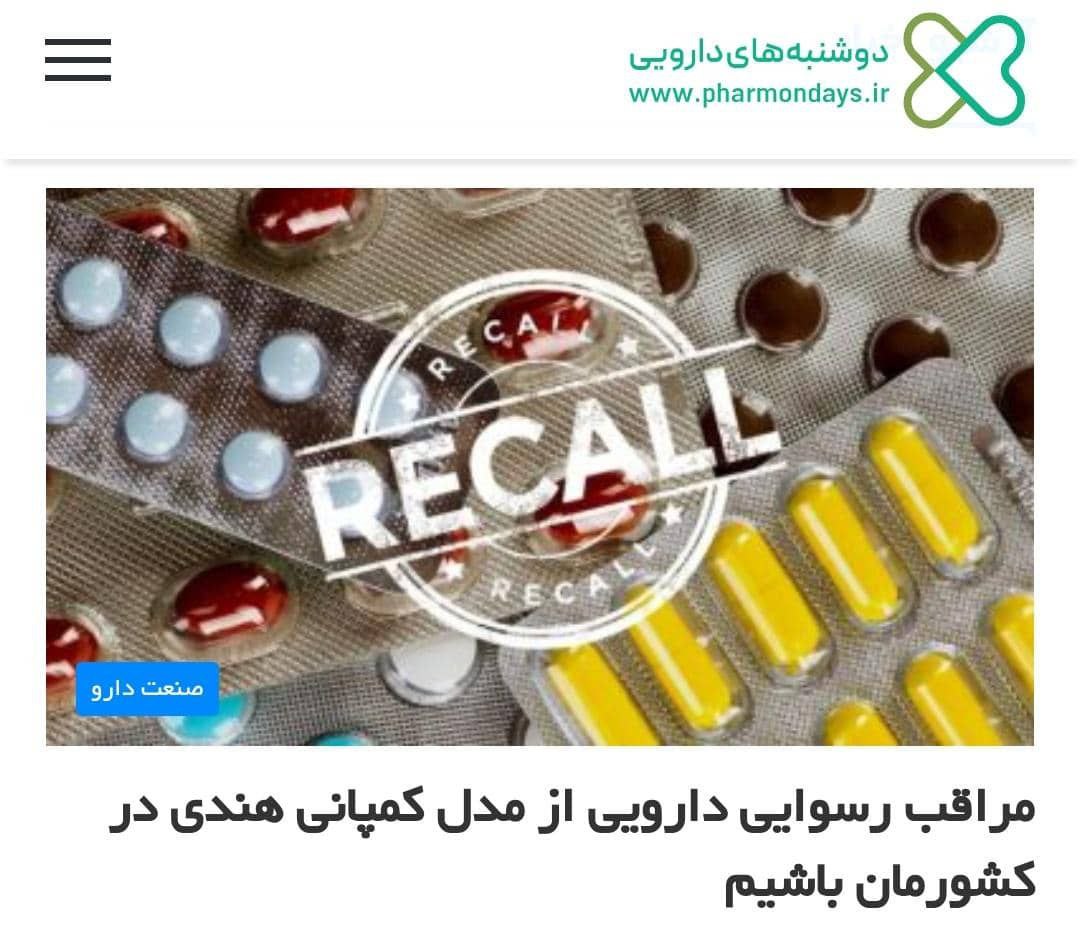 دوشنبه‌های دارویی
www.pharmondays.ir
RECALL
RECALL
RECALL
صنعت دارو
مراقب رسوایی دارویی از مدل کمپانی هندی در
کشورمان باشیم